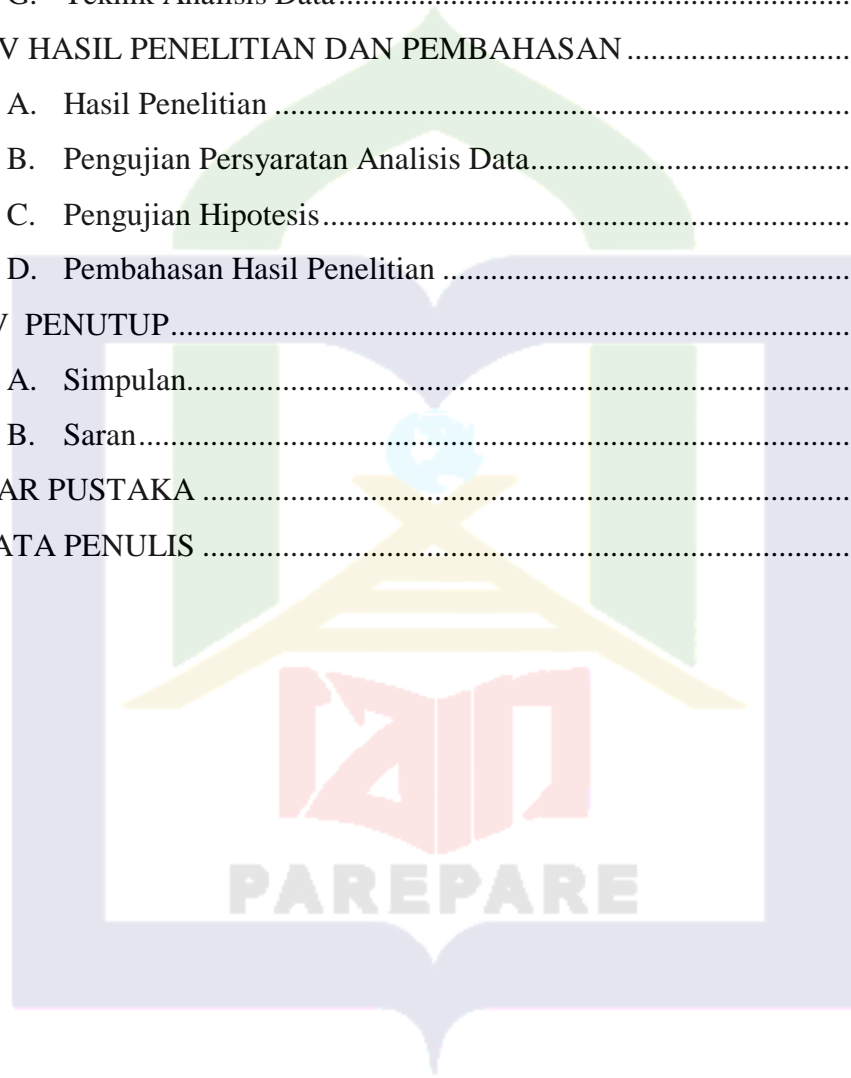 G. Teknik Analisis Data................................................................
V HASIL PENELITIAN DAN PEMBAHASAN ............................
A. Hasil Penelitian ........................................................................
B. Pengujian Persyaratan Analisis Data........................................
C. Pengujian Hipotesis..................................................................
D. Pembahasan Hasil Penelitian ...................................................
V PENUTUP.....................................................................................
A. Simpulan...................................................................................
B. Saran.........................................................................................
AR PUSTAKA .................................................................................
ATA PENULIS .................................................................................
iain
PAREPARE